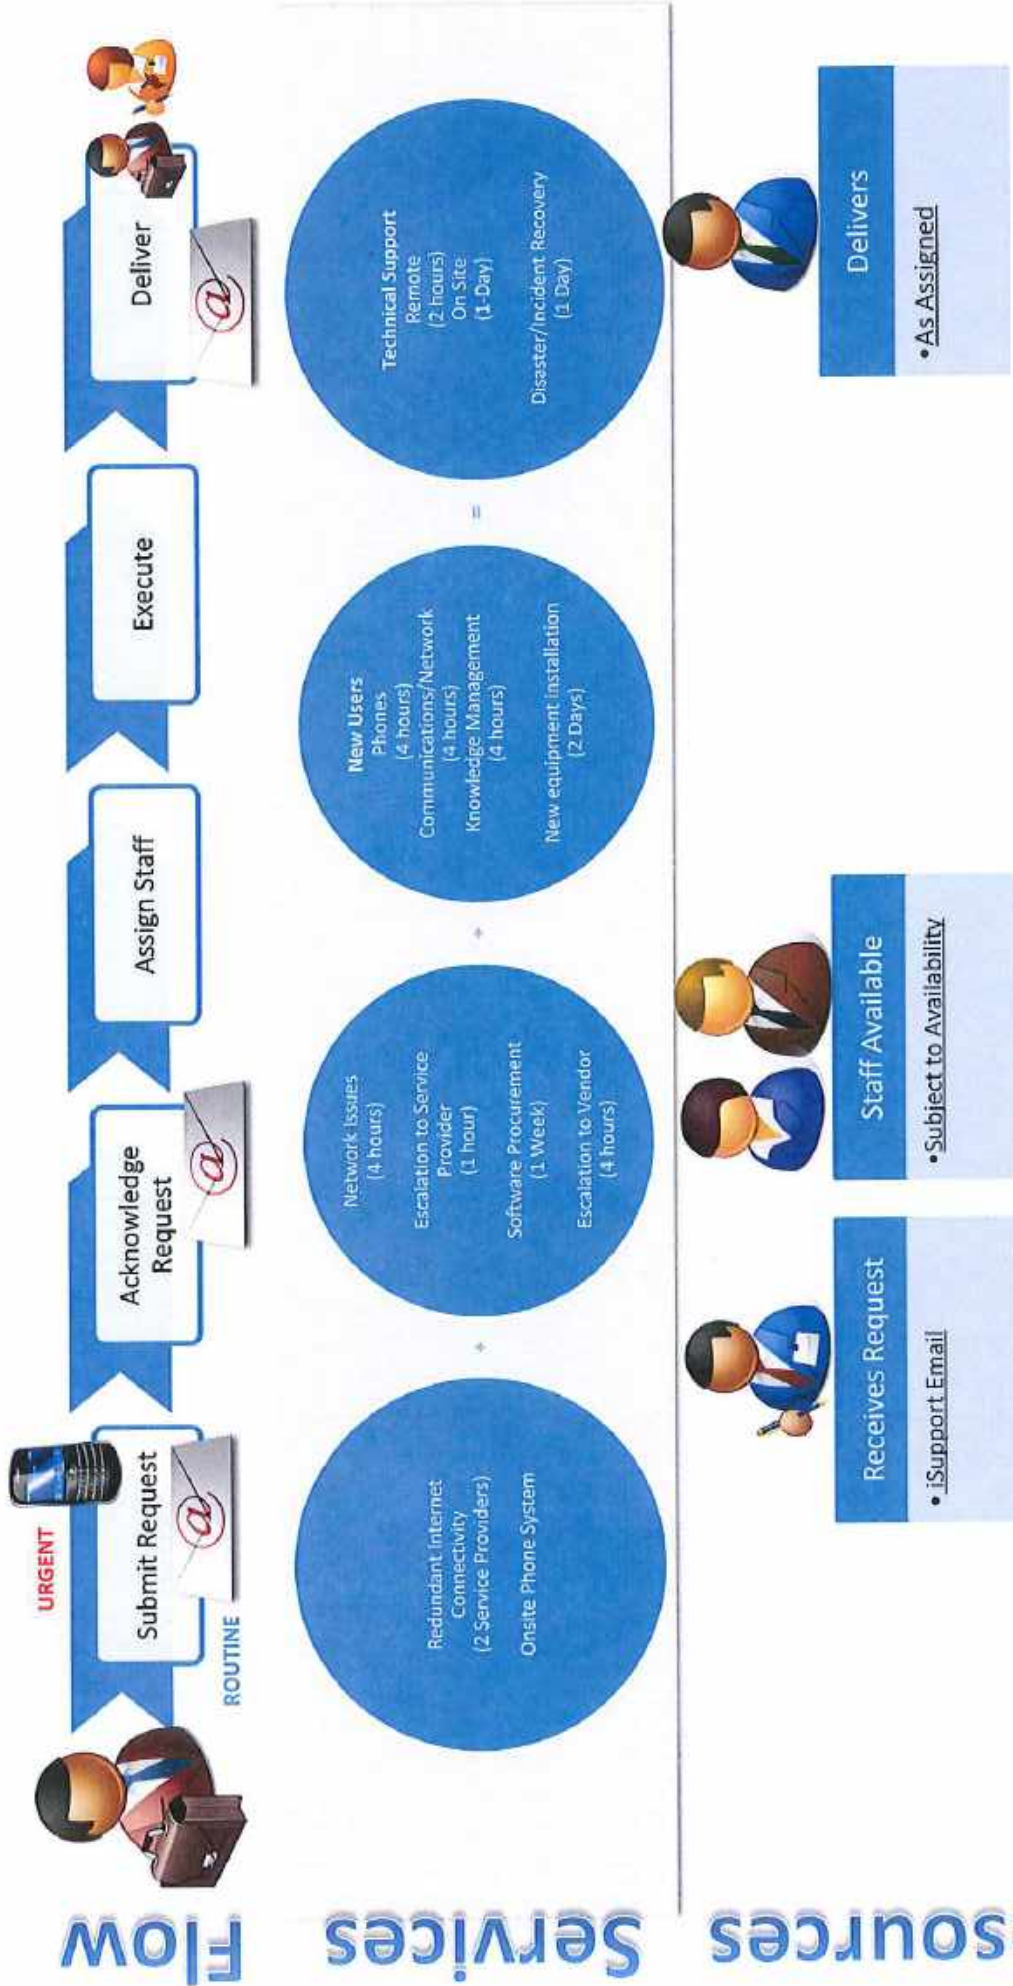 Flow
URGENT
ROUTINE
Submit Request
Acknowledge
Request
Assign Staff
Execute
Deliver
Services
Redundant Internet
Connectivity
(2 Service Providers)
Onsite Phone System
+
Network Issues
(4 hours)
Escalation to Service
Provider
(1 hour)
Software Procurement
(1 Week)
Escalation to Vendor
(4 hours)
+
New Users
Phones
(4 hours)
Communications/Network
(4 hours)
Knowledge Management
(4 hours)
New equipment installation
(2 Days)
=
Technical Support
Remote
(2 hours)
On Site
(1 Day)
Disaster/Incident Recovery
(1 Day)
sources
Receives Request
• iSupport Email
Staff Available
•Subject to Availability
Delivers
•As Assigned